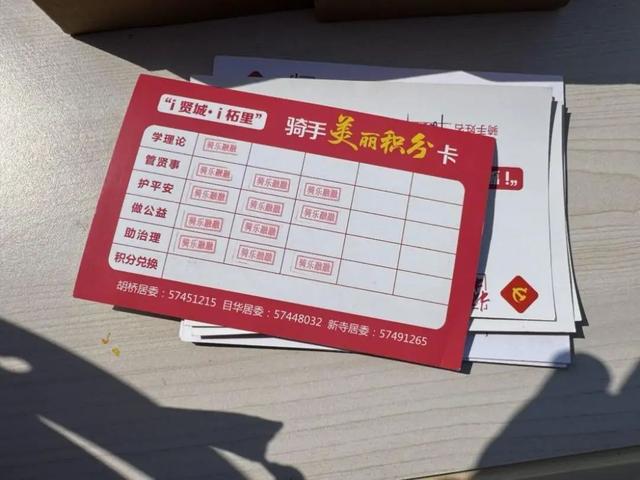 "i 贤城·i 柘里"
骑手美丽积分卡
学理论 骑乐融融
管贤事 骑乐融融 骑乐融融 骑乐融融
护平安 骑乐融融 骑乐融融 骑乐融融
做公益 骑乐融融 骑乐融融
助治理 骑乐融融 骑乐融融 骑乐融融
积分兑换
胡桥居委：57451215 目华居委：57448032 新寺居委：57491265
骑手姓名
！"